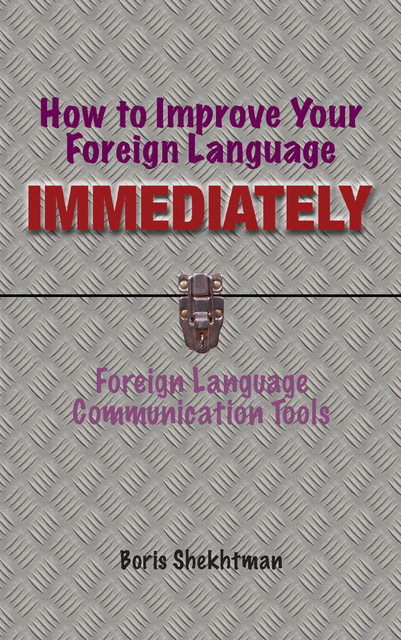 How to Improve Your
Foreign Language
IMMEDIATELY
Foreign Language
Communication Tools
Boris Shekhtman